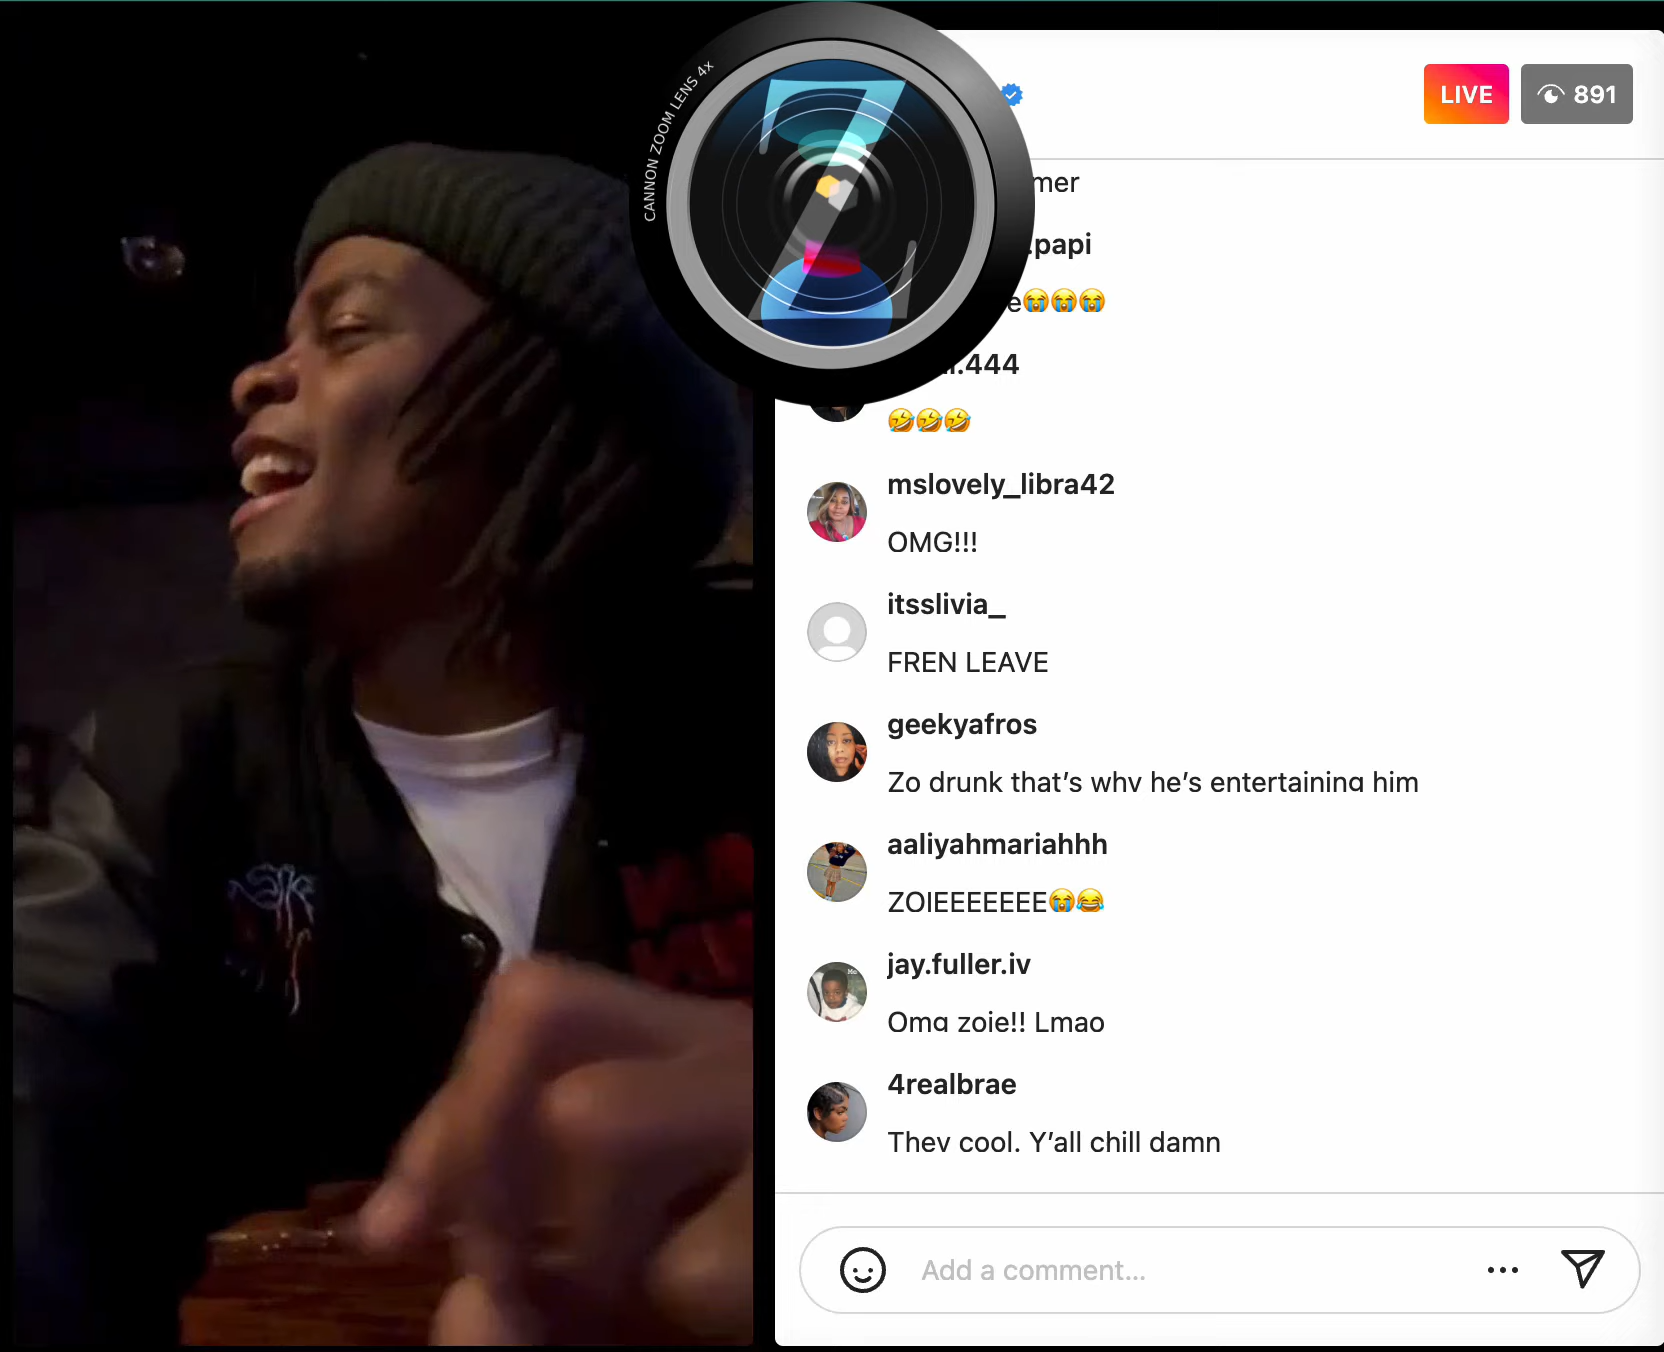 CANNON ZOOM LENS 4x
Z
LIVE
891
mer
.papi
e😭😭😭
.444
🤣🤣🤣
mslovely_libra42
OMG!!!
itsslivia_
FREN LEAVE
geekyafros
Zo drunk that’s why he’s entertaining him
aaliyahmariahhh
ZOIEEEEEEE😭😂
jay.fuller.iv
Omg zoie!! Lmao
4realbrae
They cool. Y’all chill damn
Add a comment...